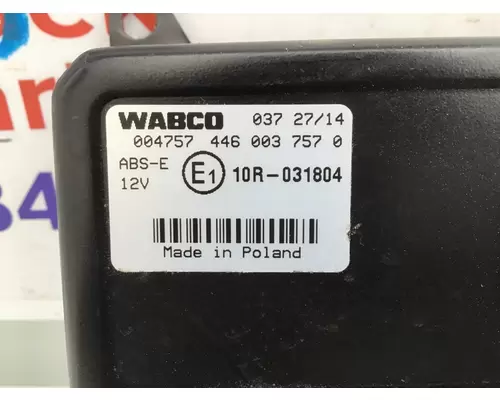 WABCO 037 27/14
004757 446 003 757 0
ABS-E
12V
E1 10R-031804
Made in Poland